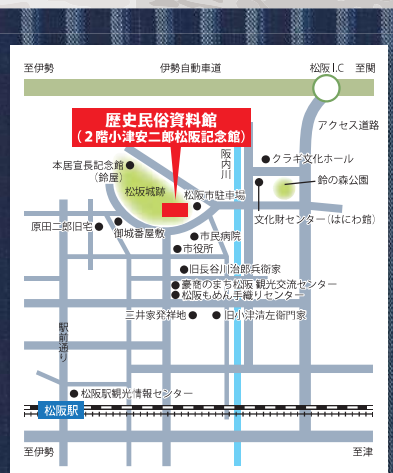 至伊勢
伊勢自動車道
松阪I.C
至関
アクセス道路
歴史民俗資料館
(2階小津安二郎松阪記念館)
阪内川
本居宣長記念館
(鈴屋)
クラギ文化ホール
松坂城跡
鈴の森公園
松阪市駐車場
文化財センター(はにわ館)
原田二郎旧宅
御城番屋敷
市民病院
市役所
旧長谷川治郎兵衛家
豪商のまち松阪 観光交流センター
松阪もめん手織りセンター
三井家発祥地
旧小津清左衛門家
駅前通り
松阪駅観光情報センター
松阪駅
至伊勢
至津